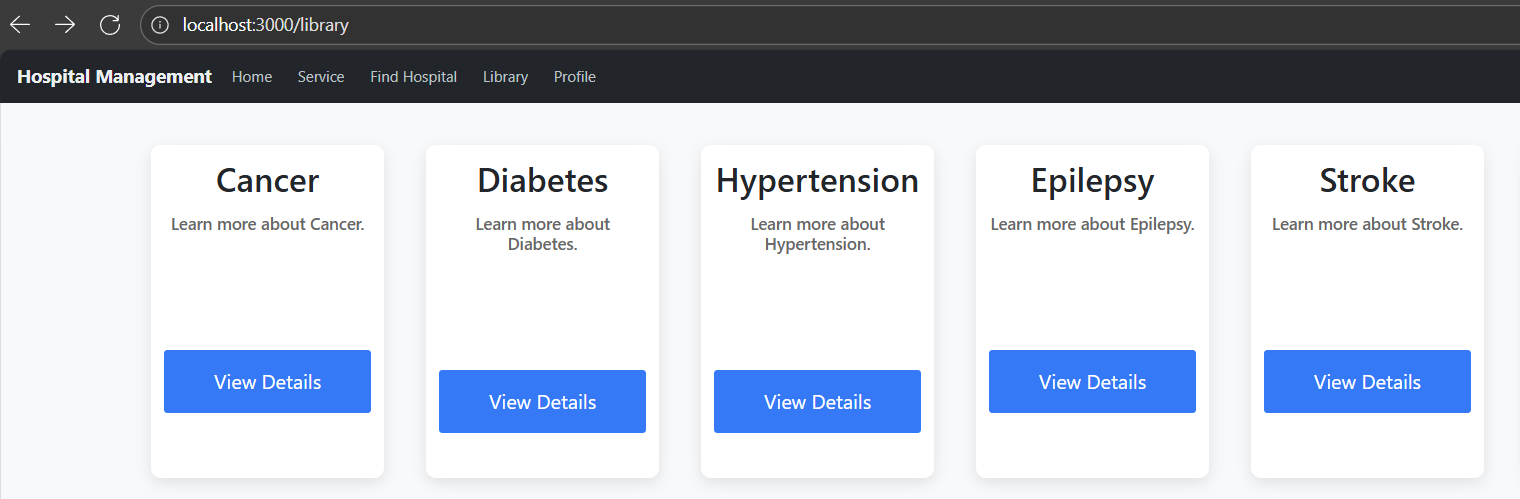 localhost:3000/library
Hospital Management Home Service Find Hospital Library Profile
Cancer
Learn more about Cancer.
View Details
Diabetes
Learn more about
Diabetes.
View Details
Hypertension
Learn more about
Hypertension.
View Details
Epilepsy
Learn more about Epilepsy.
View Details
Stroke
Learn more about Stroke.
View Details